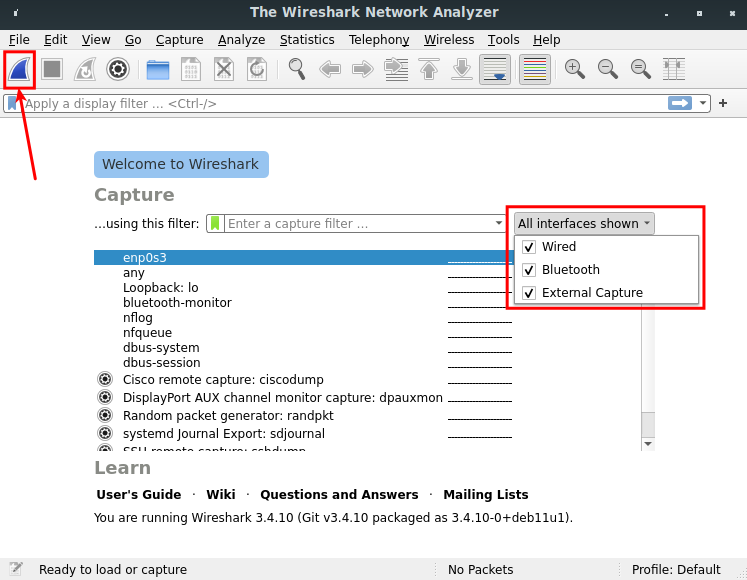 The Wireshark Network Analyzer
File Edit View Go Capture Analyze Statistics Telephony Wireless Tools Help
Apply a display filter … <Ctrl-/>
+
Welcome to Wireshark
Capture
…using this filter: Enter a capture filter … All interfaces shown
Wired
Bluetooth
External Capture
enp0s3
any
Loopback: lo
bluetooth-monitor
nflog
nfqueue
dbus-system
dbus-session
Cisco remote capture: ciscodump
DisplayPort AUX channel monitor capture: dpauxmon
Random packet generator: randpkt
systemd Journal Export: sdjournal
SSH remote capture: sshdump
Learn
User's Guide · Wiki · Questions and Answers · Mailing Lists
You are running Wireshark 3.4.10 (Git v3.4.10 packaged as 3.4.10-0+deb11u1).
Ready to load or capture No Packets Profile: Default